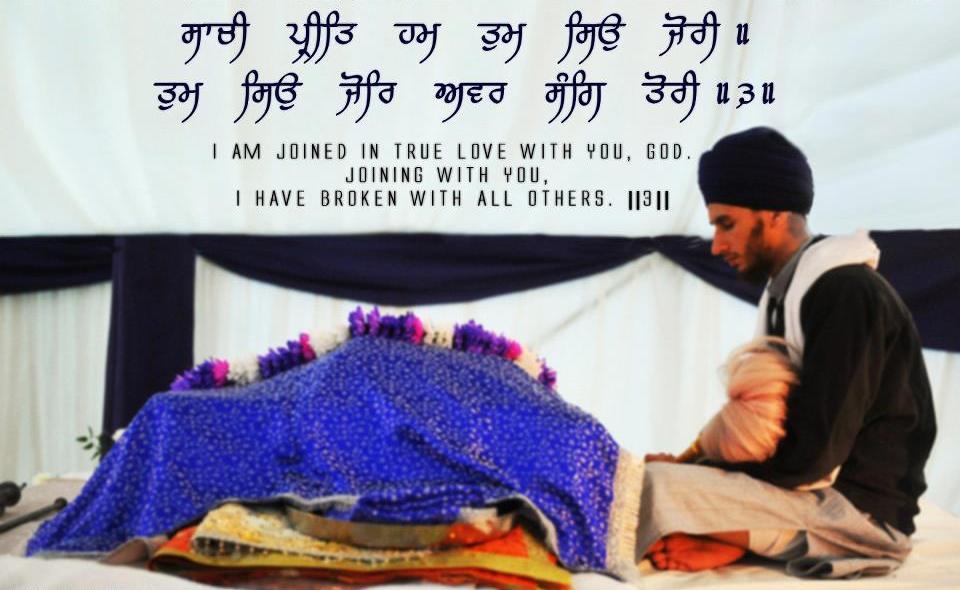 ਸਾਚੀ ਪ੍ਰੀਤਿ ਹਮ ਤੁਮ ਸਿਉ ਜੋਰੀ ॥
ਤੁਮ ਸਿਉ ਜੋਰਿ ਅਵਰ ਸੰਗਿ ਤੋਰੀ ॥੩॥
I AM JOINED IN TRUE LOVE WITH YOU, GOD.
JOINING WITH YOU,
I HAVE BROKEN WITH ALL OTHERS. ||3||